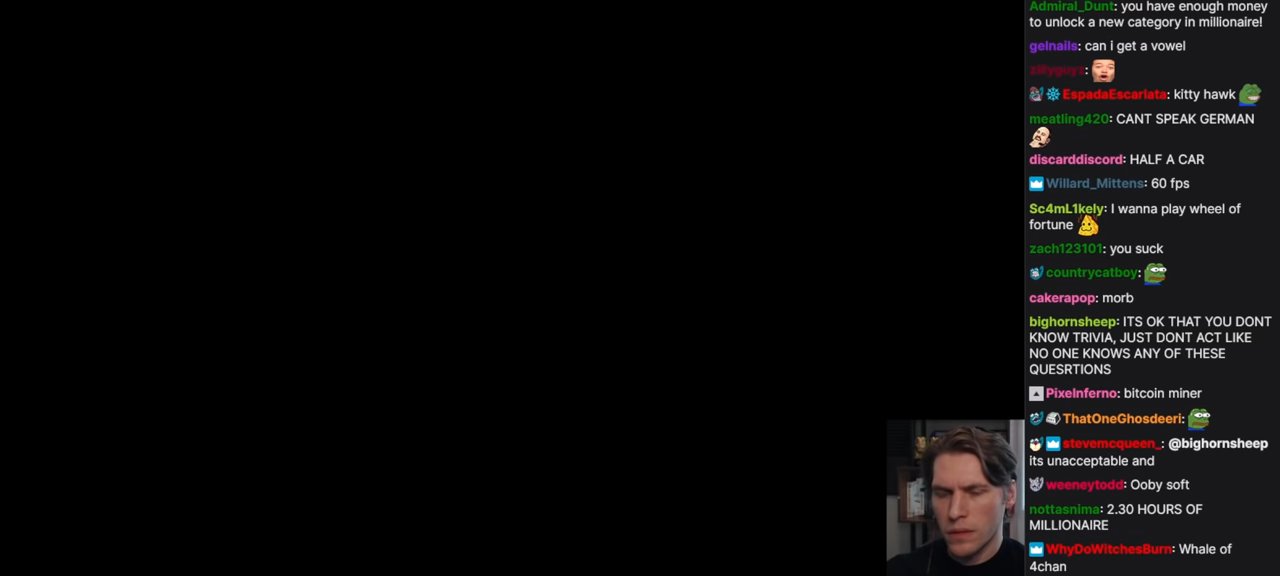 Admiral_Dunt: you have enough money
to unlock a new category in millionaire!
gelnails: can i get a vowel
zillyguyz:
EspadaEscarlata: kitty hawk
meatling420: CANT SPEAK GERMAN
discarddiscord: HALF A CAR
Willard_Mittens: 60 fps
Sc4mL1kely: I wanna play wheel of
fortune
zach123101: you suck
countrycatboy:
cakerapop: morb
bighornsheep: ITS OK THAT YOU DONT
KNOW TRIVIA, JUST DONT ACT LIKE
NO ONE KNOWS ANY OF THESE
QUESRTIONS
PixeInferno: bitcoin miner
ThatOneGhosdeeri:
stevemcqueen_: @bighornsheep
its unacceptable and
weeneytodd: Ooby soft
nottasnima: 2.30 HOURS OF
MILLIONAIRE
WhyDoWitchesBurn: Whale of
4chan